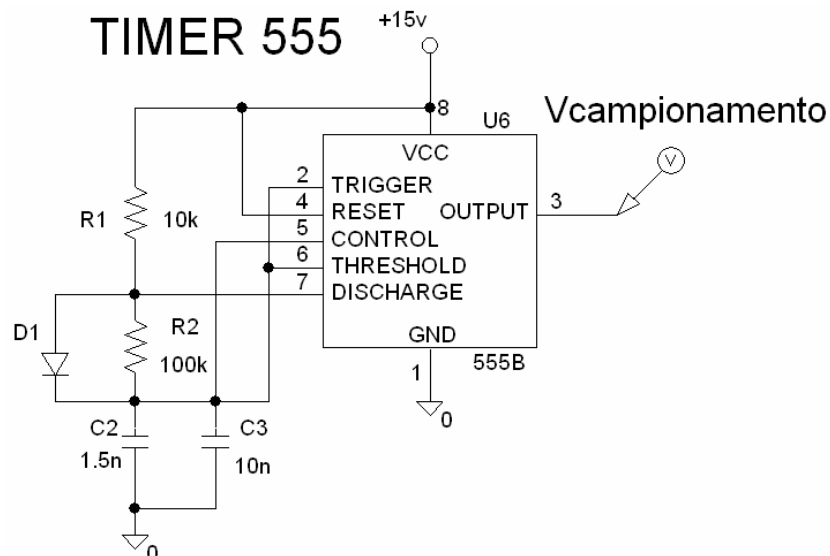 TIMER 555
+15v
8
U6
Vcampionamento
VCC
V
2
TRIGGER
4
RESET
OUTPUT
3
5
CONTROL
6
THRESHOLD
7
DISCHARGE
R1
10k
D1
R2
100k
GND
1
555B
0
C2
1.5n
C3
10n
0